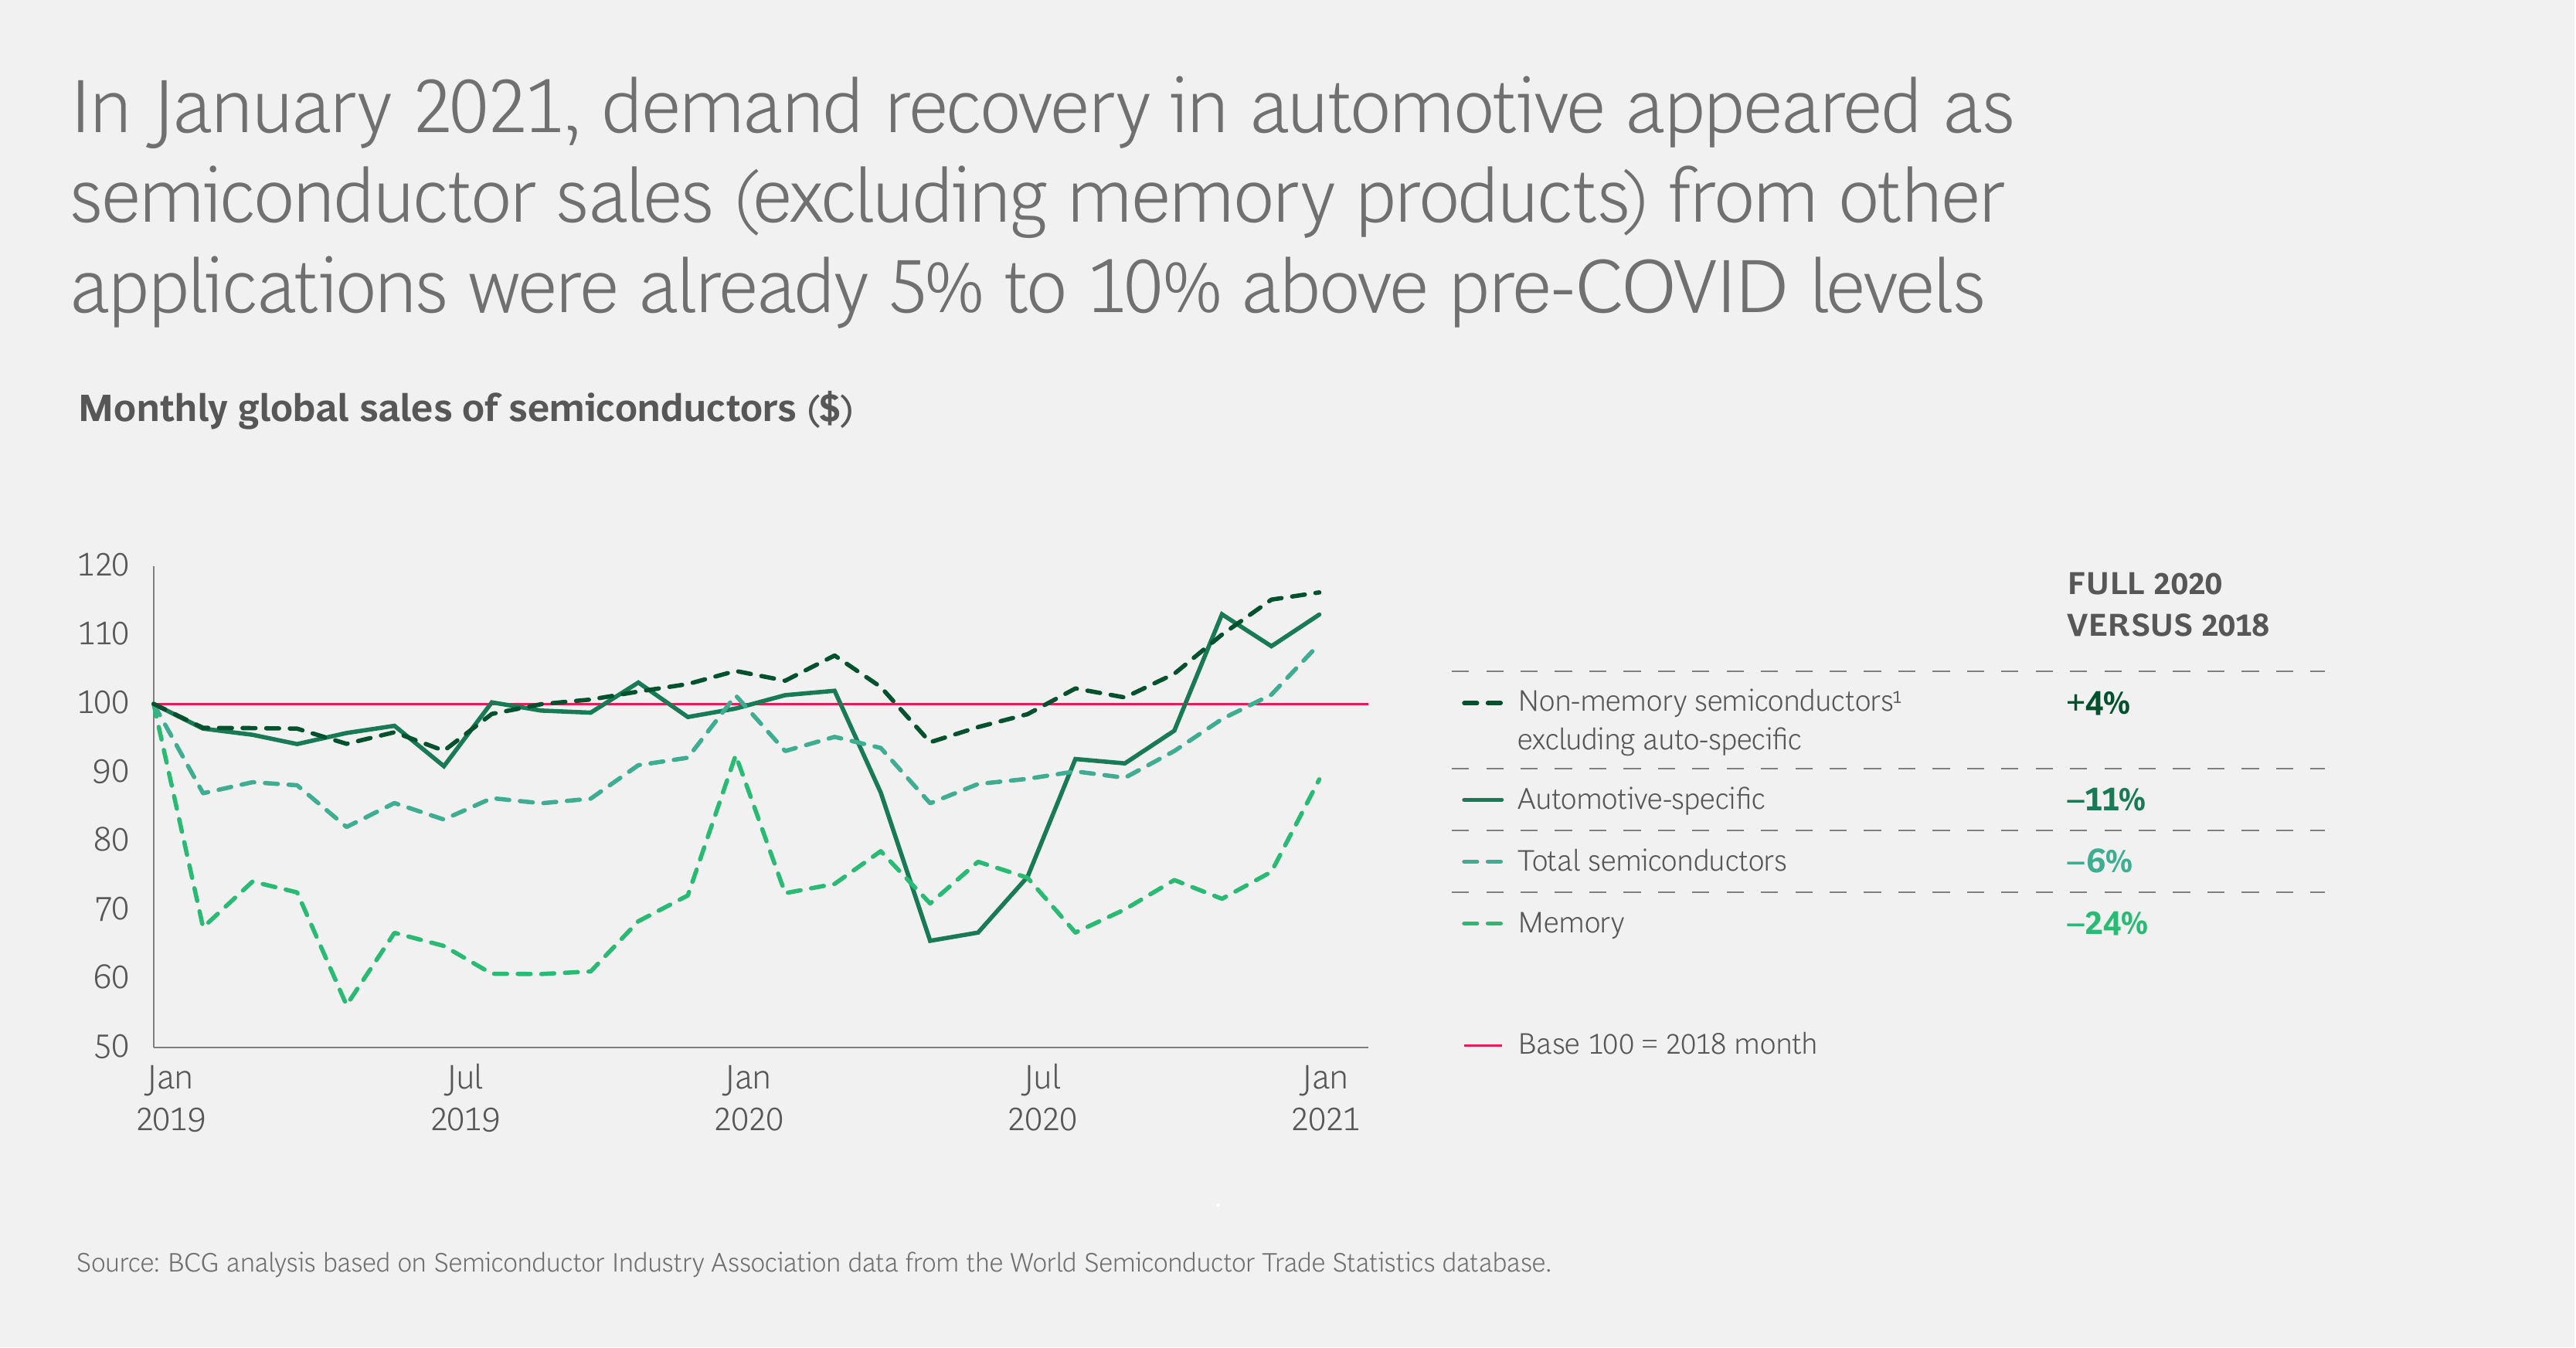 In January 2021, demand recovery in automotive appeared as
semiconductor sales (excluding memory products) from other
applications were already 5% to 10% above pre-COVID levels
Monthly global sales of semiconductors ($)
120
110
100
90
80
70
60
50
Jan
2019
Jul
2019
Jan
2020
Jul
2020
Jan
2021
FULL 2020
VERSUS 2018
Non-memory semiconductors¹
excluding auto-specific
+4%
Automotive-specific
–11%
Total semiconductors
–6%
Memory
–24%
Base 100 = 2018 month
Source: BCG analysis based on Semiconductor Industry Association data from the World Semiconductor Trade Statistics database.